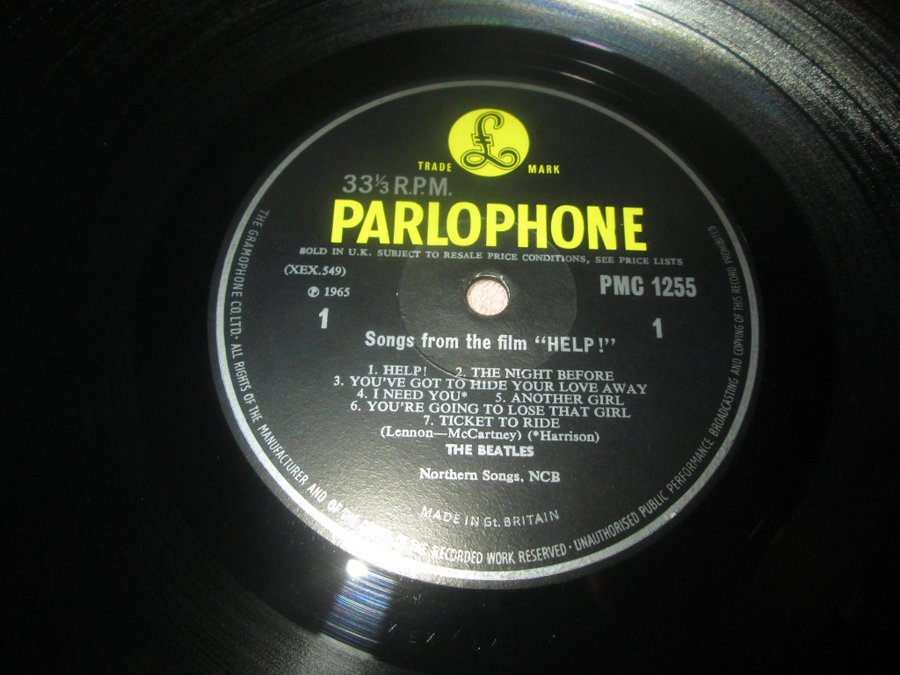 £
TRADE MARK
33⅓ R.P.M.
PARLOPHONE
SOLD IN U.K. SUBJECT TO RESALE PRICE CONDITIONS, SEE PRICE LISTS
(XEX.549)
PMC 1255
℗ 1965
1
1
Songs from the film "HELP!"
1. HELP! 2. THE NIGHT BEFORE
3. YOU'VE GOT TO HIDE YOUR LOVE AWAY
4. I NEED YOU* 5. ANOTHER GIRL
6. YOU'RE GOING TO LOSE THAT GIRL
7. TICKET TO RIDE
(Lennon—McCartney) (*Harrison)
THE BEATLES
Northern Songs, NCB
MADE IN Gt. BRITAIN
THE GRAMOPHONE CO. LTD. · ALL RIGHTS OF THE MANUFACTURER AND OF THE RECORDED WORK RESERVED · UNAUTHORISED PUBLIC PERFORMANCE BROADCASTING AND COPYING OF THIS RECORD PROHIBITED